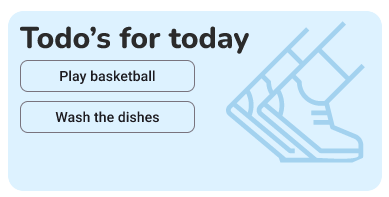 Todo’s for today
Play basketball
Wash the dishes